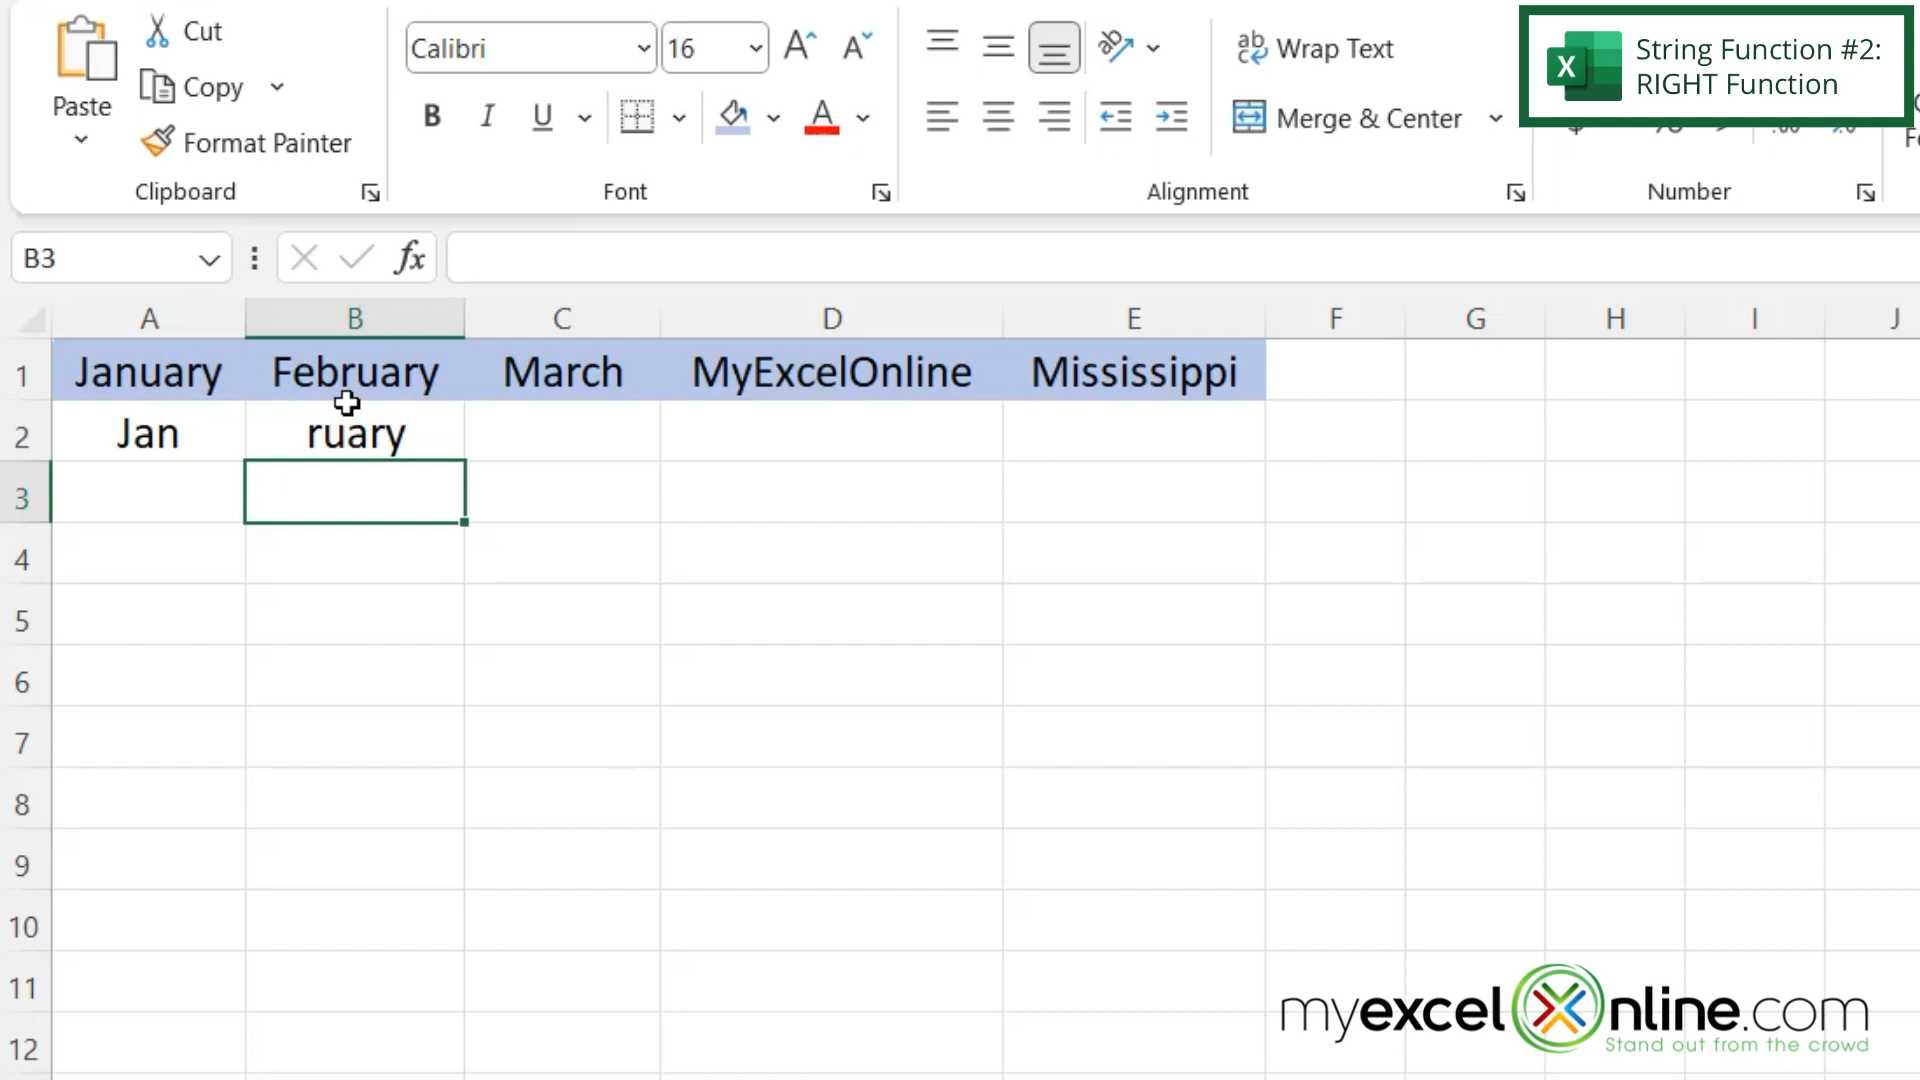 Cut
Copy
Paste
Format Painter
Clipboard
Calibri
16
B I U
Font
Wrap Text
Merge & Center
Alignment
Number
String Function #2:
RIGHT Function
B3
fx
A B C D E F G H I J
1 January February March MyExcelOnline Mississippi
2 Jan ruary
3
4
5
6
7
8
9
10
11
12
myexcelonline.com
Stand out from the crowd